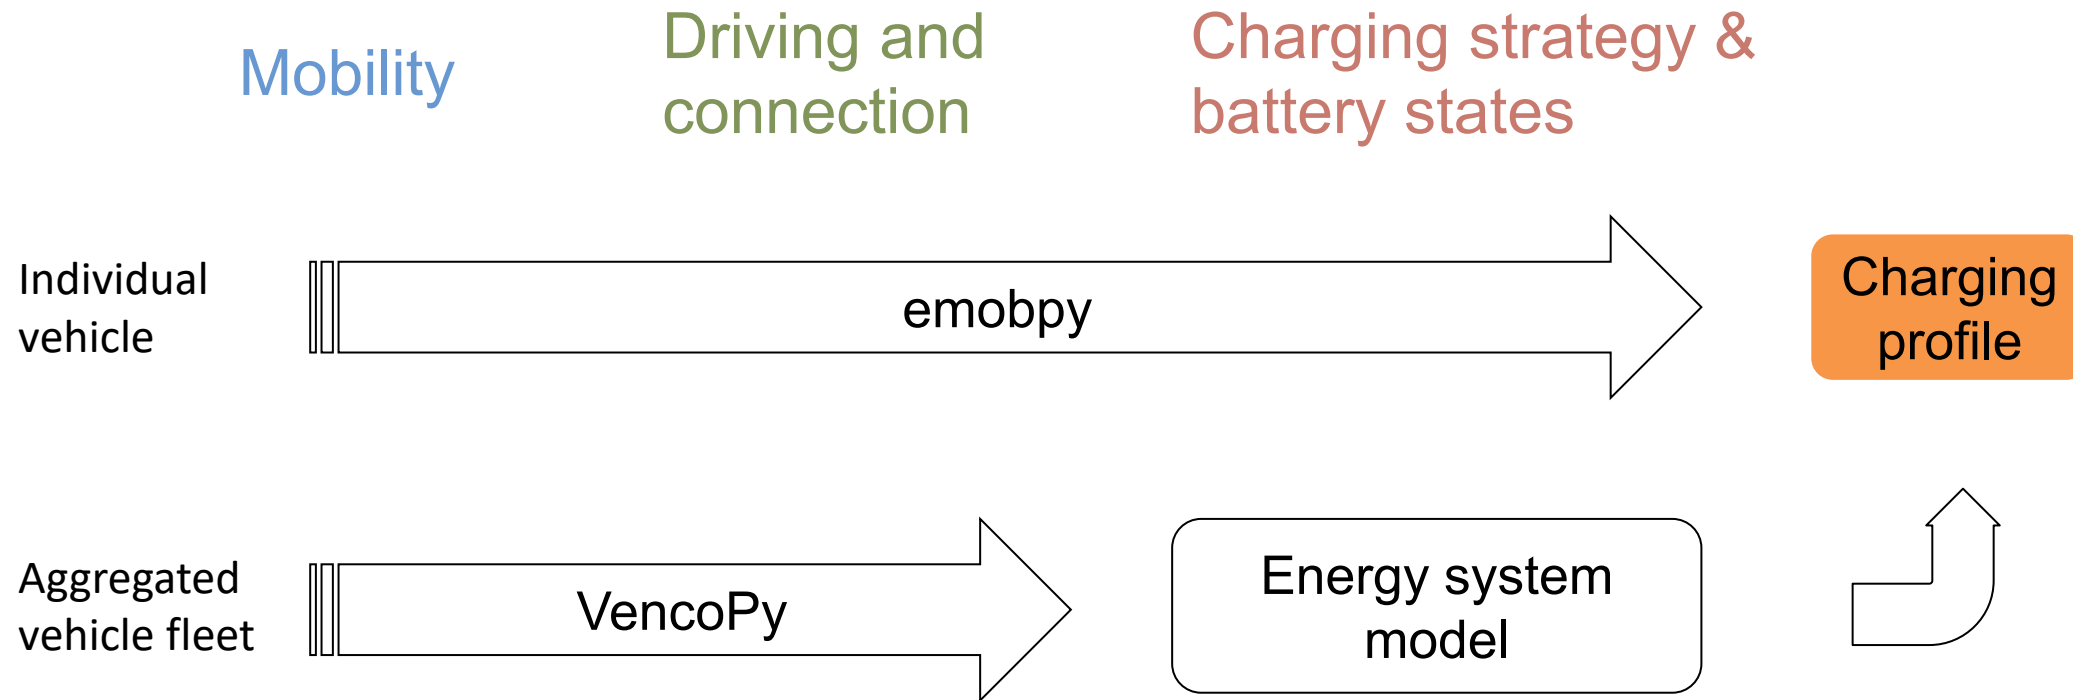 Mobility
Driving and
connection
Charging strategy &
battery states
Individual
vehicle
emobpy
Charging
profile
Aggregated
vehicle fleet
VencoPy
Energy system
model